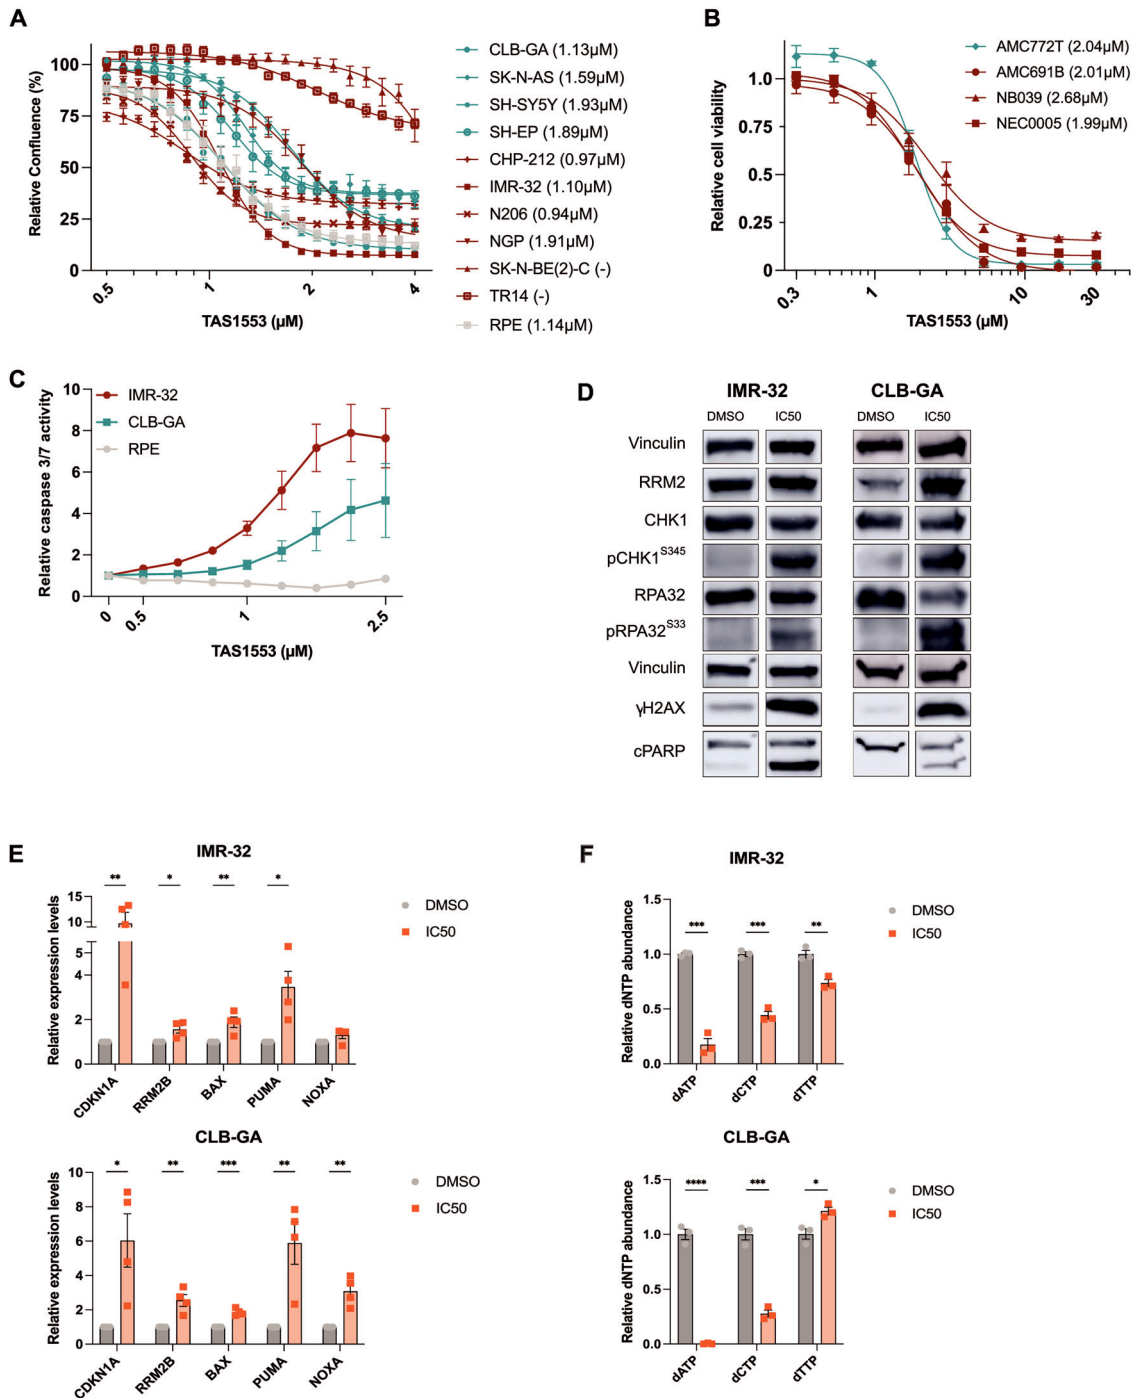 A
Relative Confluence (%)
100
75
50
25
0
0.5
1
2
4
TAS1553 (µM)
CLB-GA (1.13µM)
SK-N-AS (1.59µM)
SH-SY5Y (1.93µM)
SH-EP (1.89µM)
CHP-212 (0.97µM)
IMR-32 (1.10µM)
N206 (0.94µM)
NGP (1.91µM)
SK-N-BE(2)-C (-)
TR14 (-)
RPE (1.14µM)
B
Relative cell viability
1.0
0.75
0.5
0.25
0
0.3
1
10
30
TAS1553 (µM)
AMC772T (2.04µM)
AMC691B (2.01µM)
NB039 (2.68µM)
NEC0005 (1.99µM)
C
Relative caspase 3/7 activity
10
8
6
4
2
0
0
0.5
1
2.5
TAS1553 (µM)
IMR-32
CLB-GA
RPE
D
IMR-32 CLB-GA
DMSO IC50 DMSO IC50
Vinculin
RRM2
CHK1
pCHK1S345
RPA32
pRPA32S33
Vinculin
γH2AX
cPARP
E
IMR-32
Relative expression levels
15
10
8
6
4
2
0
** * ** *
CDKN1A
RRM2B
BAX
PUMA
NOXA
DMSO
IC50
CLB-GA
Relative expression levels
10
8
6
4
2
0
* ** *** ** **
CDKN1A
RRM2B
BAX
PUMA
NOXA
DMSO
IC50
F
IMR-32
Relative dNTP abundance
1.5
1.0
0.5
0.0
*** *** **
dATP
dCTP
dTTP
DMSO
IC50
CLB-GA
Relative dNTP abundance
1.5
1.0
0.5
0.0
**** *** *
dATP
dCTP
dTTP
DMSO
IC50